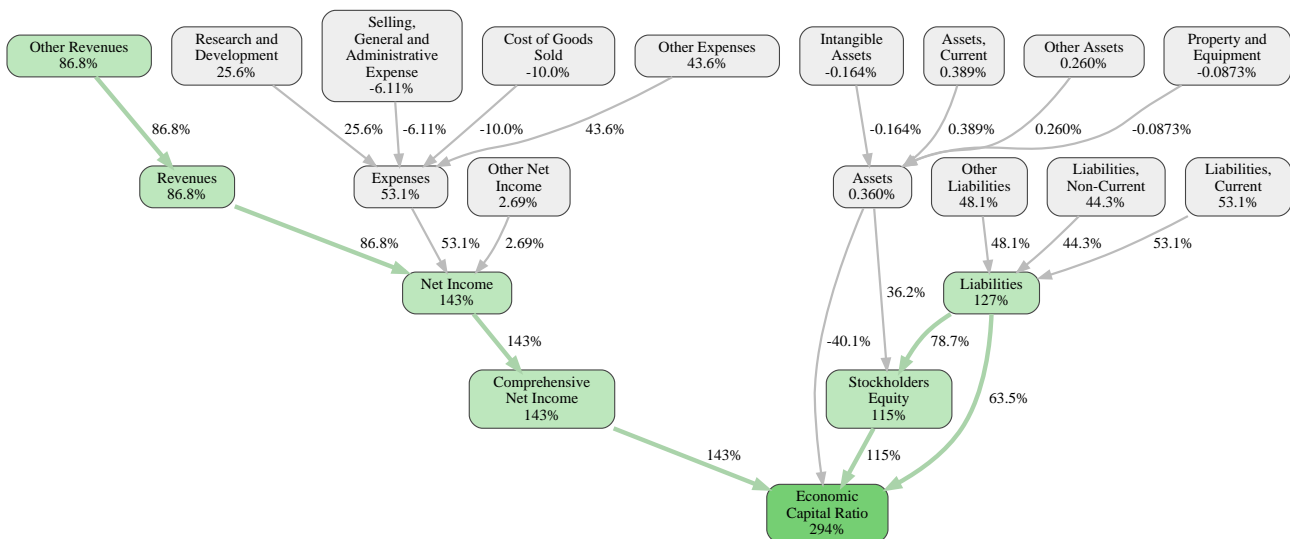 Other Revenues
86.8%
Research and
Development
25.6%
Selling,
General and
Administrative
Expense
-6.11%
Cost of Goods
Sold
-10.0%
Other Expenses
43.6%
Intangible
Assets
-0.164%
Assets,
Current
0.389%
Other Assets
0.260%
Property and
Equipment
-0.0873%
86.8%
25.6%
-6.11%
-10.0%
43.6%
-0.164%
0.389%
0.260%
-0.0873%
Revenues
86.8%
Expenses
53.1%
Other Net
Income
2.69%
Assets
0.360%
Other
Liabilities
48.1%
Liabilities,
Non-Current
44.3%
Liabilities,
Current
53.1%
86.8%
53.1%
2.69%
48.1%
44.3%
53.1%
Net Income
143%
Liabilities
127%
36.2%
143%
-40.1%
78.7%
Comprehensive
Net Income
143%
Stockholders
Equity
115%
63.5%
143%
115%
Economic
Capital Ratio
294%